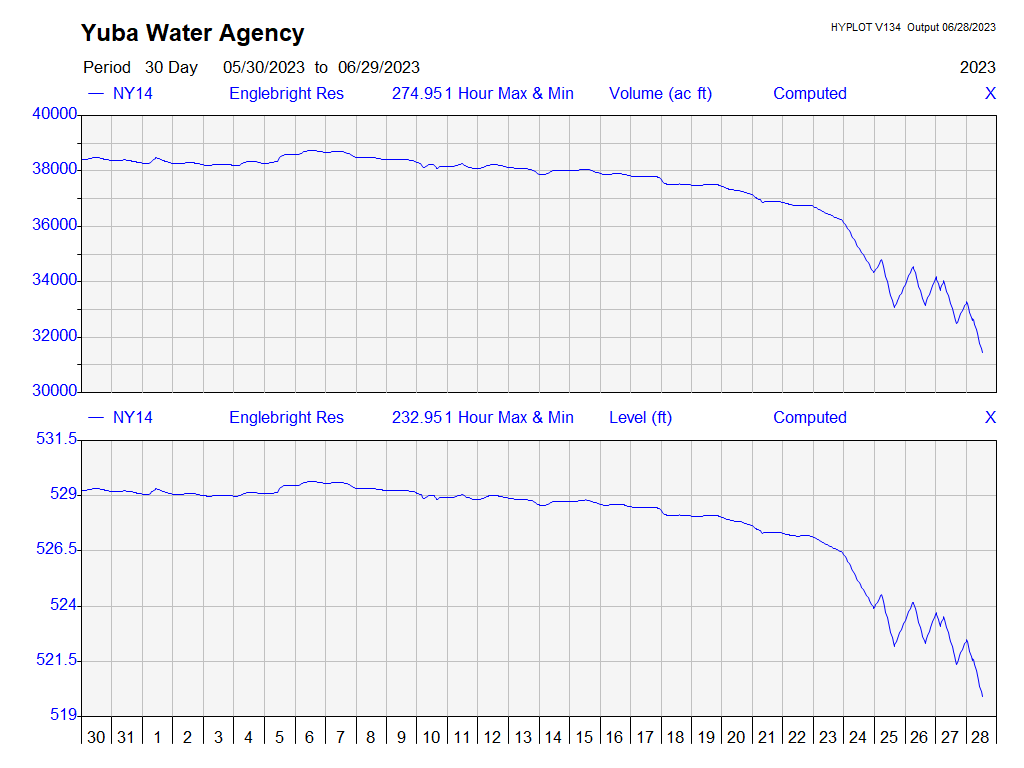 Yuba Water Agency
HYPLOT V134 Output 06/28/2023
Period 30 Day 05/30/2023 to 06/29/2023
2023
NY14 Englebright Res 274.951 Hour Max & Min Volume (ac ft) Computed X
40000
38000
36000
34000
32000
30000
NY14 Englebright Res 232.951 Hour Max & Min Level (ft) Computed X
531.5
529
526.5
524
521.5
519
30 31 1 2 3 4 5 6 7 8 9 10 11 12 13 14 15 16 17 18 19 20 21 22 23 24 25 26 27 28